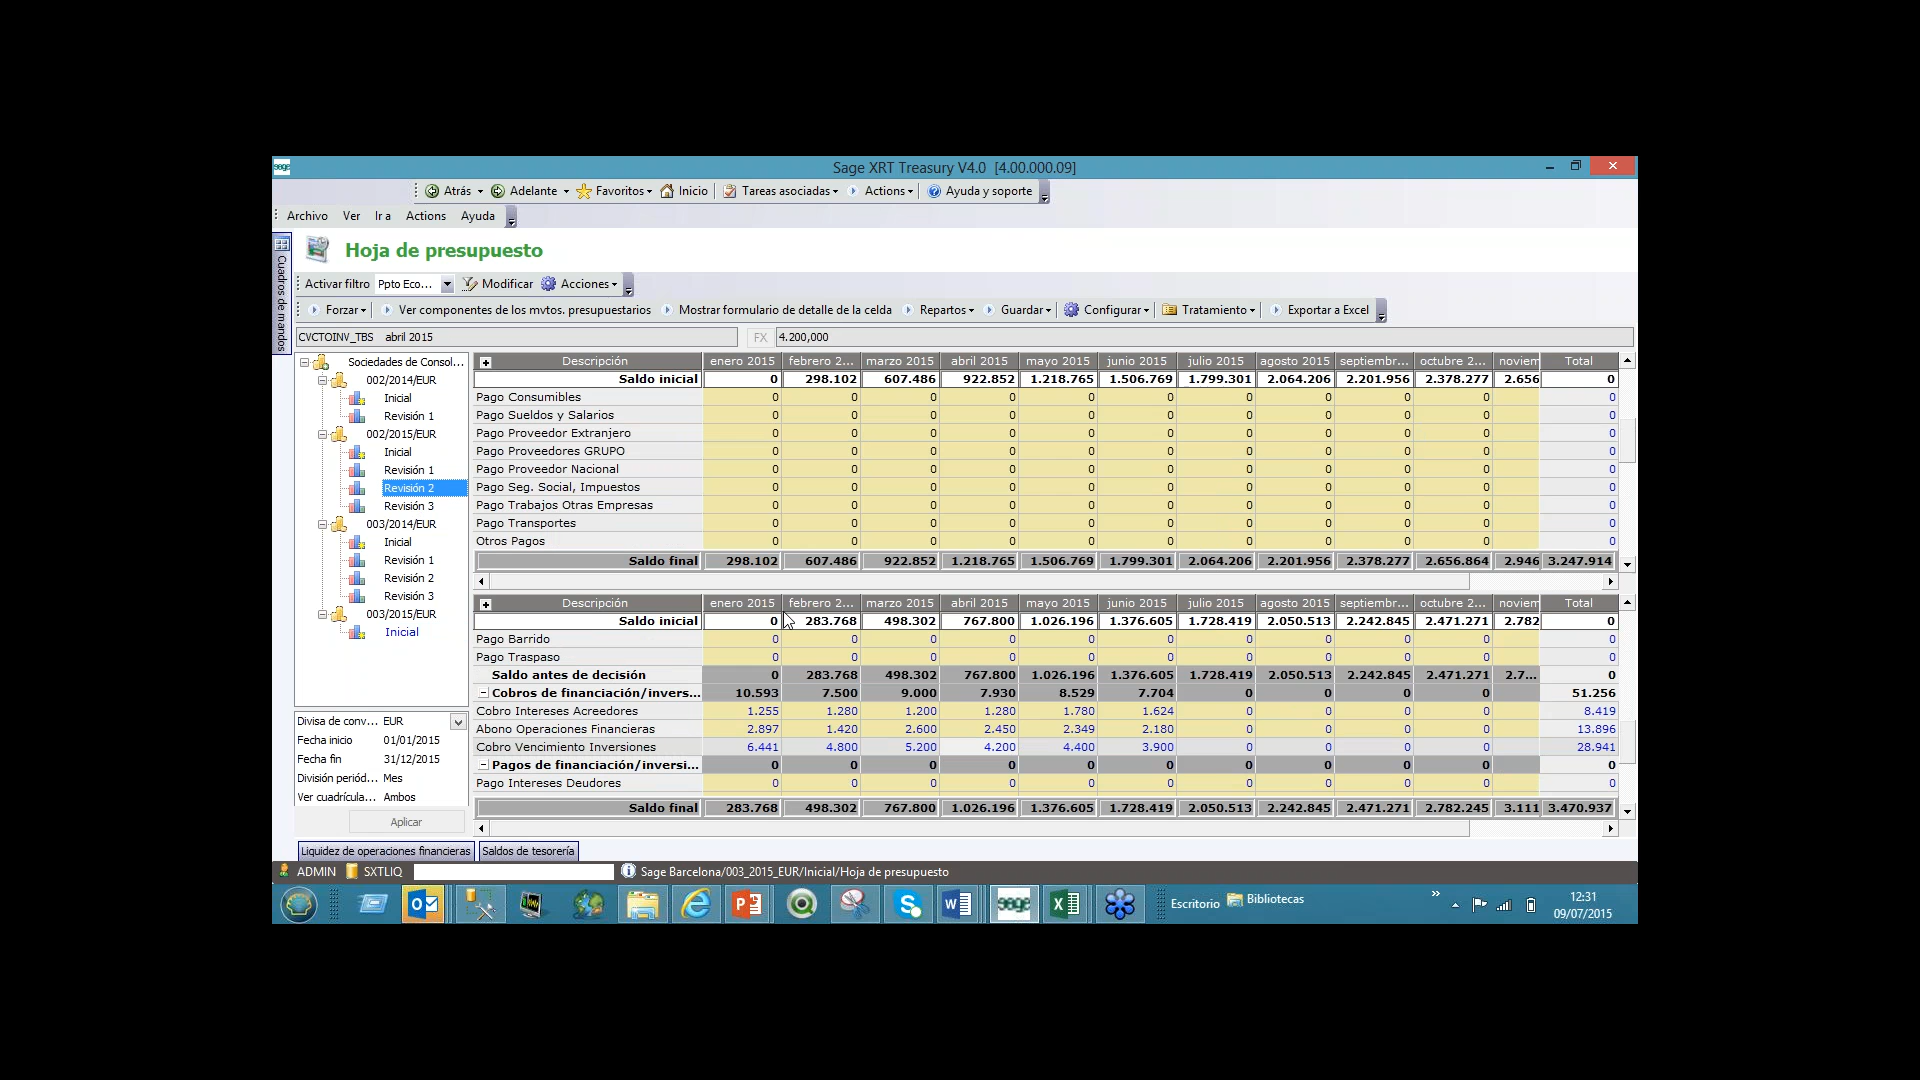 sage Sage XRT Treasury V4.0 [4.00.000.09]
Atrás Adelante Favoritos Inicio Tareas asociadas Actions Ayuda y soporte
Archivo Ver Ir a Actions Ayuda
Cuadros de mandos
Hoja de presupuesto
Activar filtro Ppto Eco... Modificar Acciones
Forzar Ver componentes de los mvtos. presupuestarios Mostrar formulario de detalle de la celda Repartos Guardar Configurar Tratamiento Exportar a Excel
CVCTOINV_TBS abril 2015 FX 4.200,000
Sociedades de Consol...
002/2014/EUR
Inicial
Revisión 1
002/2015/EUR
Inicial
Revisión 1
Revisión 2
Revisión 3
003/2014/EUR
Inicial
Revisión 1
Revisión 2
Revisión 3
003/2015/EUR
Inicial
Divisa de conv... EUR
Fecha inicio 01/01/2015
Fecha fin 31/12/2015
División periód... Mes
Ver cuadrícula... Ambos
Aplicar
Descripción enero 2015 febrero 2... marzo 2015 abril 2015 mayo 2015 junio 2015 julio 2015 agosto 2015 septiembr... octubre 2... noviem Total
Saldo inicial 0 298.102 607.486 922.852 1.218.765 1.506.769 1.799.301 2.064.206 2.201.956 2.378.277 2.656 0
Pago Consumibles 0 0 0 0 0 0 0 0 0 0 0
Pago Sueldos y Salarios 0 0 0 0 0 0 0 0 0 0 0
Pago Proveedor Extranjero 0 0 0 0 0 0 0 0 0 0 0
Pago Proveedores GRUPO 0 0 0 0 0 0 0 0 0 0 0
Pago Proveedor Nacional 0 0 0 0 0 0 0 0 0 0 0
Pago Seg. Social, Impuestos 0 0 0 0 0 0 0 0 0 0 0
Pago Trabajos Otras Empresas 0 0 0 0 0 0 0 0 0 0 0
Pago Transportes 0 0 0 0 0 0 0 0 0 0 0
Otros Pagos 0 0 0 0 0 0 0 0 0 0 0
Saldo final 298.102 607.486 922.852 1.218.765 1.506.769 1.799.301 2.064.206 2.201.956 2.378.277 2.656.864 2.946 3.247.914
Descripción enero 2015 febrero 2... marzo 2015 abril 2015 mayo 2015 junio 2015 julio 2015 agosto 2015 septiembr... octubre 2... noviem Total
Saldo inicial 0 283.768 498.302 767.800 1.026.196 1.376.605 1.728.419 2.050.513 2.242.845 2.471.271 2.782 0
Pago Barrido 0 0 0 0 0 0 0 0 0 0 0
Pago Traspaso 0 0 0 0 0 0 0 0 0 0 0
Saldo antes de decisión 0 283.768 498.302 767.800 1.026.196 1.376.605 1.728.419 2.050.513 2.242.845 2.471.271 2.7... 0
Cobros de financiación/invers... 10.593 7.500 9.000 7.930 8.529 7.704 0 0 0 0 51.256
Cobro Intereses Acreedores 1.255 1.280 1.200 1.280 1.780 1.624 0 0 0 0 8.419
Abono Operaciones Financieras 2.897 1.420 2.600 2.450 2.349 2.180 0 0 0 0 13.896
Cobro Vencimiento Inversiones 6.441 4.800 5.200 4.200 4.400 3.900 0 0 0 0 28.941
Pagos de financiación/inversi... 0 0 0 0 0 0 0 0 0 0 0
Pago Intereses Deudores 0 0 0 0 0 0 0 0 0 0 0
Saldo final 283.768 498.302 767.800 1.026.196 1.376.605 1.728.419 2.050.513 2.242.845 2.471.271 2.782.245 3.111 3.470.937
Liquidez de operaciones financieras Saldos de tesorería
ADMIN SXTLIQ Sage Barcelona/003_2015_EUR/Inicial/Hoja de presupuesto
sage Escritorio Bibliotecas
12:31
09/07/2015